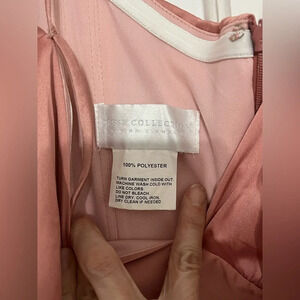 COLLECTION
100% POLYESTER
TURN GARMENT INSIDE OUT.
MACHINE WASH COLD WITH
LIKE COLORS.
DO NOT BLEACH.
LINE DRY. COOL IRON.
DRY CLEAN IF NEEDED